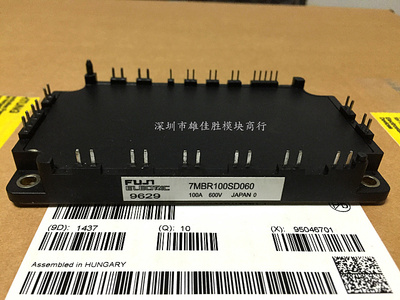 深圳市雄佳胜模块商行
FUJI
ELECTRIC
9629
7MBR100SD060
100A 600V JAPAN 0
(9D): 1437
(Q): 10
(X): 95046701
Assembled in HUNGARY